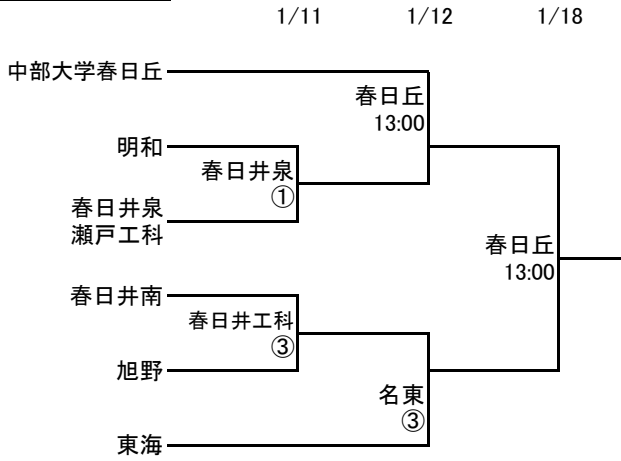 1/11 1/12 1/18
中部大学春日丘
春日丘
13:00
明和
春日井泉
①
春日井泉
瀬戸工科
春日丘
13:00
春日井南
春日井工科
③
旭野
名東
③
東海